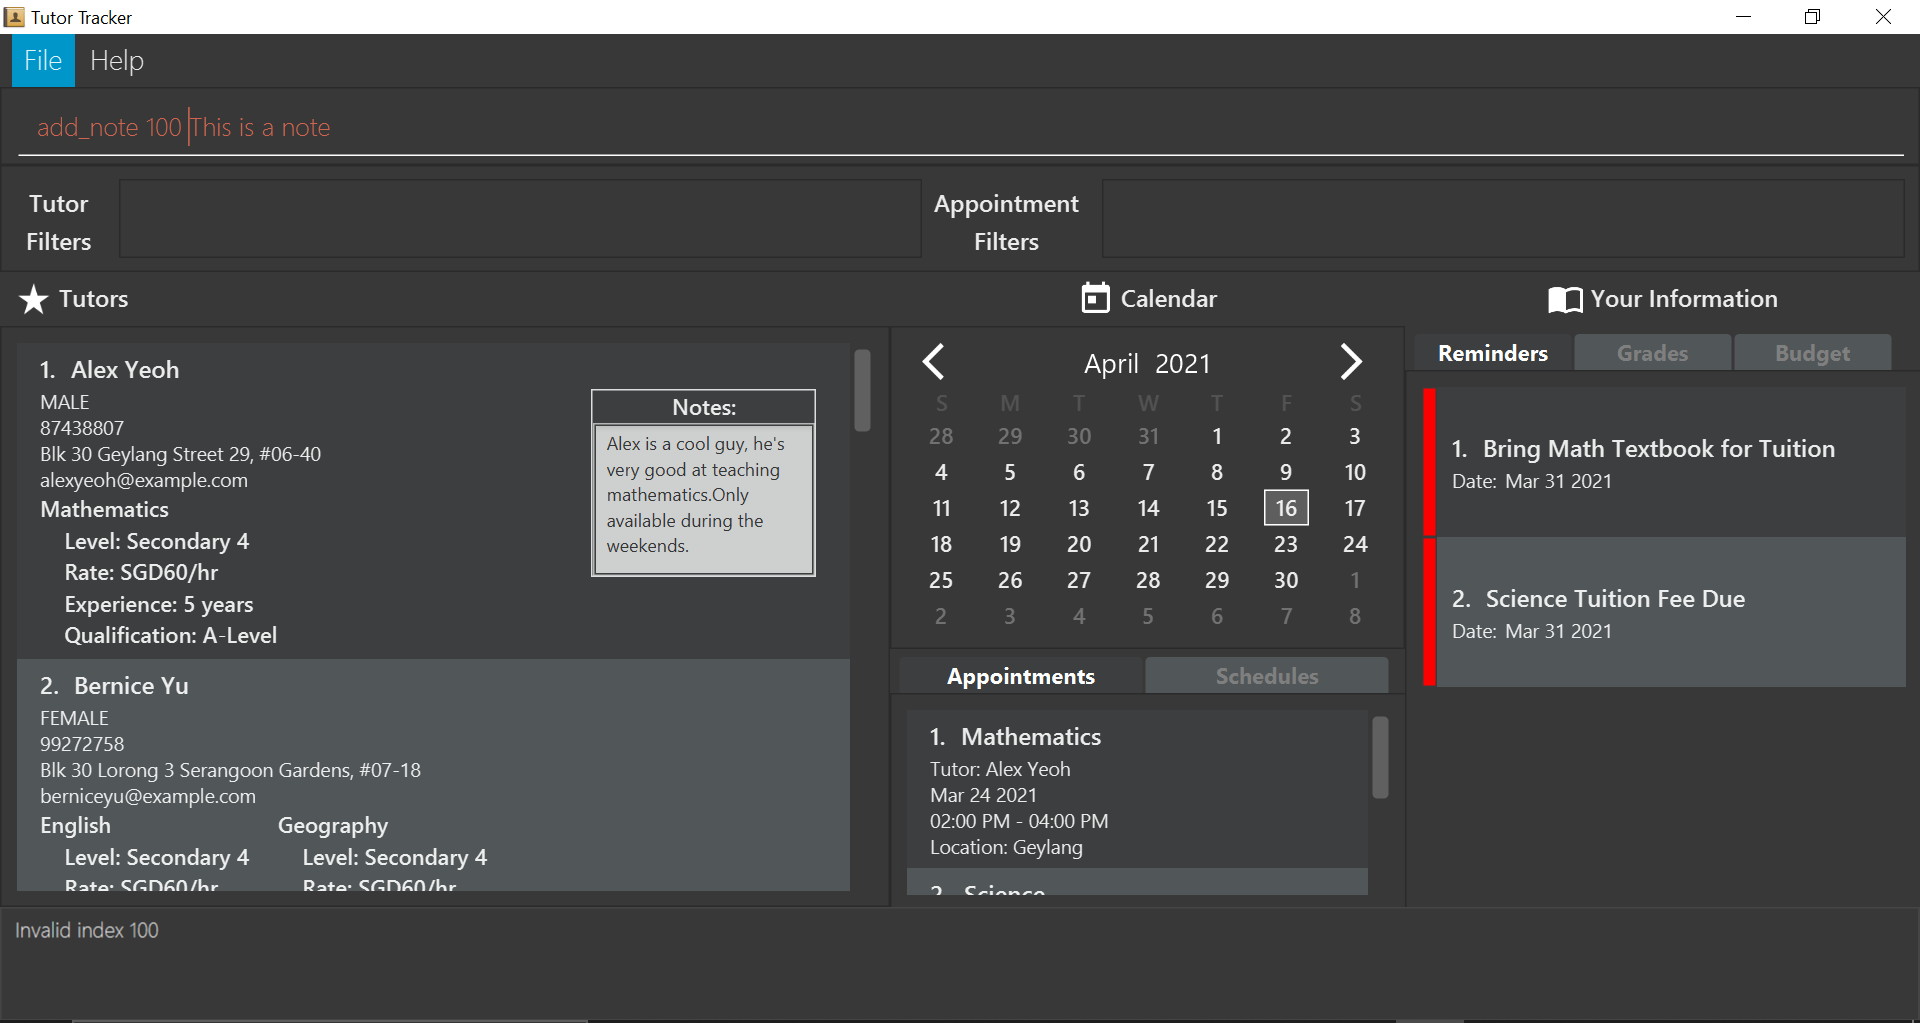 Tutor Tracker
File Help
add_note 100 This is a note
Tutor
Filters
Appointment
Filters
Tutors
Calendar
Your Information
1. Alex Yeoh
MALE
87438807
Blk 30 Geylang Street 29, #06-40
alexyeoh@example.com
Mathematics
Level: Secondary 4
Rate: SGD60/hr
Experience: 5 years
Qualification: A-Level
Notes:
Alex is a cool guy, he's
very good at teaching
mathematics.Only
available during the
weekends.
2. Bernice Yu
FEMALE
99272758
Blk 30 Lorong 3 Serangoon Gardens, #07-18
berniceyu@example.com
English Geography
Level: Secondary 4 Level: Secondary 4
Rate: SGD60/hr Rate: SGD60/hr
April 2021
S M T W T F S
28 29 30 31 1 2 3
4 5 6 7 8 9 10
11 12 13 14 15 16 17
18 19 20 21 22 23 24
25 26 27 28 29 30 1
2 3 4 5 6 7 8
Appointments Schedules
1. Mathematics
Tutor: Alex Yeoh
Mar 24 2021
02:00 PM - 04:00 PM
Location: Geylang
2. Science
Reminders Grades Budget
1. Bring Math Textbook for Tuition
Date: Mar 31 2021
2. Science Tuition Fee Due
Date: Mar 31 2021
Invalid index 100